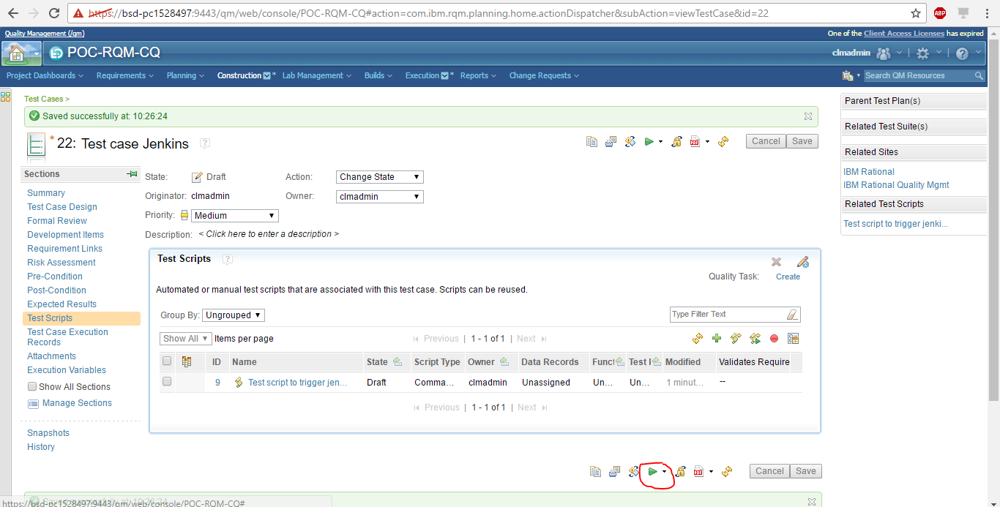 https://bsd-pc1528497:9443/qm/web/console/POC-RQM-CQ#action=com.ibm.rqm.planning.home.actionDispatcher&subAction=viewTestCase&id=22
ABP
Quality Management (/qm)
One of the Client Access Licenses has expired
POC-RQM-CQ
clmadmin
Project Dashboards Requirements Planning Construction * Lab Management Builds Execution * Reports Change Requests
Search QM Resources
Test Cases >
Saved successfully at: 10:26:24
* 22: Test case Jenkins ?
PDF
Cancel Save
Sections
Summary
Test Case Design
Formal Review
Development Items
Requirement Links
Risk Assessment
Pre-Condition
Post-Condition
Expected Results
Test Scripts
Test Case Execution
Records
Attachments
Execution Variables
Show All Sections
Manage Sections
Snapshots
History
State: Draft Action: Change State
Originator: clmadmin Owner: clmadmin
Priority: Medium
Description: < Click here to enter a description >
Test Scripts ?
Quality Task: Create
Automated or manual test scripts that are associated with this test case. Scripts can be reused.
Group By: Ungrouped
Type Filter Text
Show All Items per page
Previous | 1 - 1 of 1 | Next
ID Name State Script Type Owner Data Records Funct Test I Modified Validates Require
9 Test script to trigger jen... Draft Comma... clmadmin Unassigned Un... Un... 1 minut... --
Previous | 1 - 1 of 1 | Next
PDF
Cancel Save
Parent Test Plan(s)
Related Test Suite(s)
Related Sites
IBM Rational
IBM Rational Quality Mgmt
Related Test Scripts
Test script to trigger jenki...
Saved successfully at: 10:26:24
https://bsd-pc1528497:9443/qm/web/console/POC-RQM-CQ#